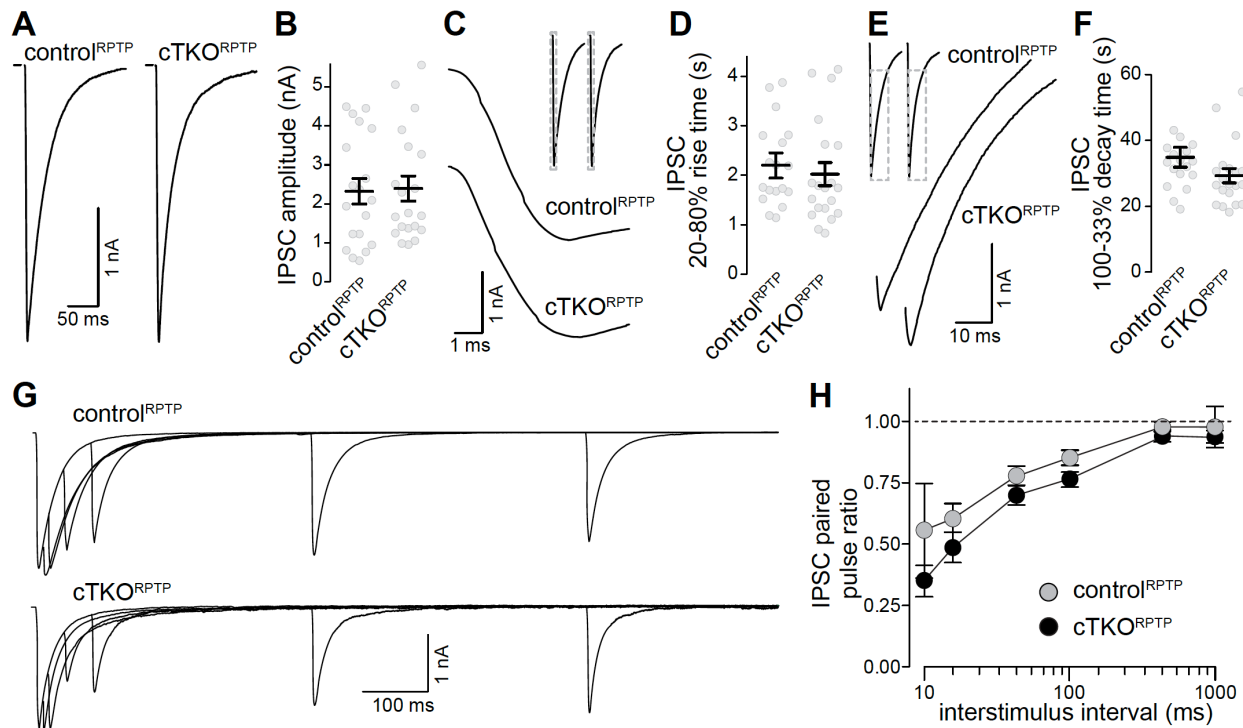 A
control^RPTP
cTKO^RPTP
50 ms
1 nA
B
IPSC amplitude (nA)
6
5
4
3
2
1
0
control^RPTP
cTKO^RPTP
C
control^RPTP
cTKO^RPTP
1 ms
1 nA
D
IPSC
20-80% rise time (s)
4
3
2
1
0
control^RPTP
cTKO^RPTP
E
control^RPTP
cTKO^RPTP
10 ms
1 nA
F
IPSC
100-33% decay time (s)
60
40
20
0
control^RPTP
cTKO^RPTP
G
control^RPTP
cTKO^RPTP
100 ms
1 nA
H
IPSC paired
pulse ratio
1.00
0.75
0.50
0.25
0.00
control^RPTP
cTKO^RPTP
10 100 1000
interstimulus interval (ms)